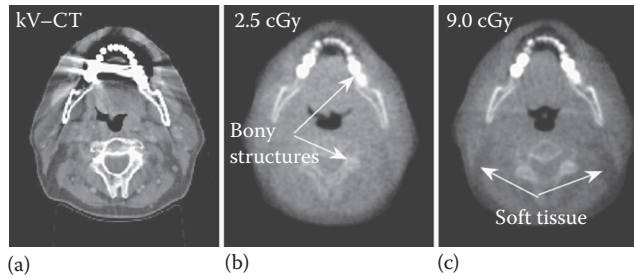 kV–CT
2.5 cGy
9.0 cGy
Bony
structures
Soft tissue
(a)
(b)
(c)